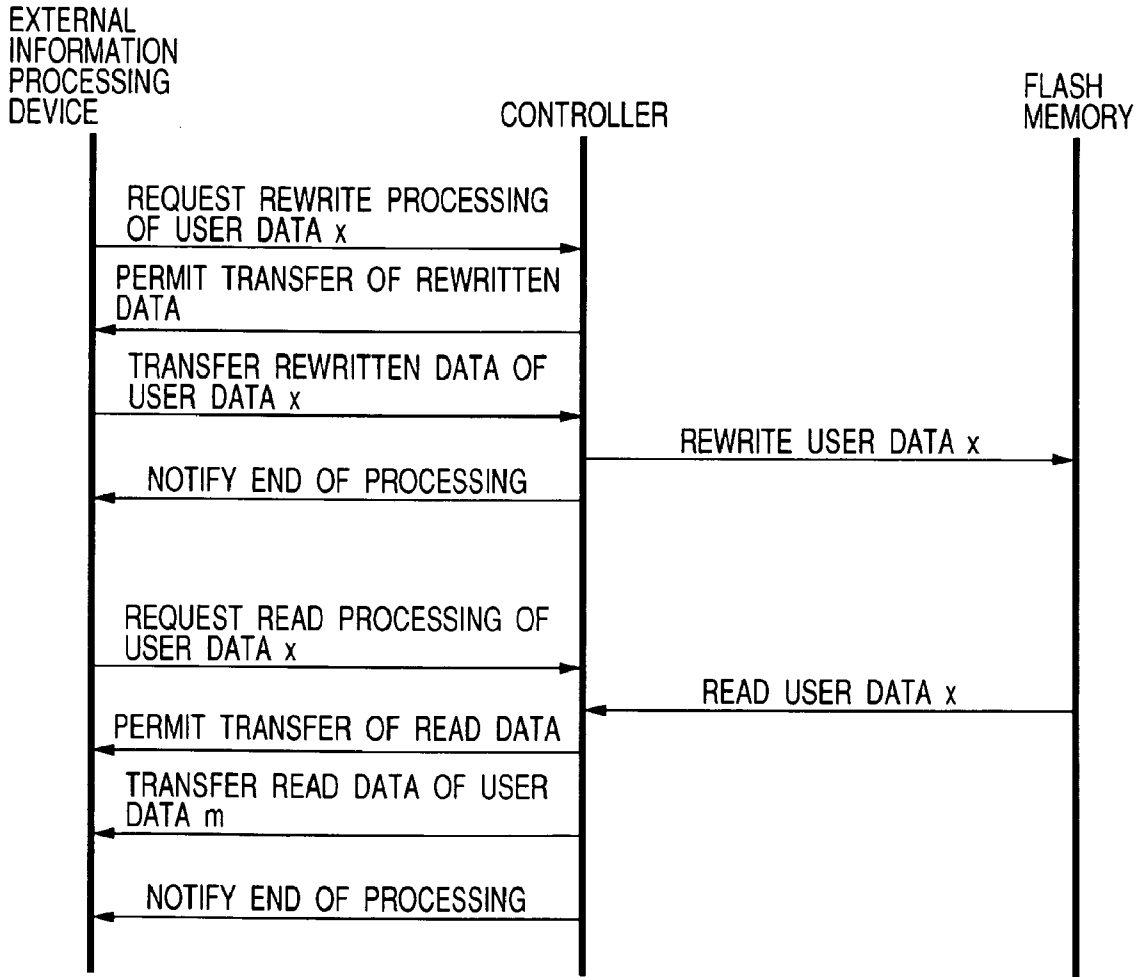 EXTERNAL
INFORMATION
PROCESSING
DEVICE
CONTROLLER
FLASH
MEMORY
REQUEST REWRITE PROCESSING
OF USER DATA x
PERMIT TRANSFER OF REWRITTEN
DATA
TRANSFER REWRITTEN DATA OF
USER DATA x
REWRITE USER DATA x
NOTIFY END OF PROCESSING
REQUEST READ PROCESSING OF
USER DATA x
READ USER DATA x
PERMIT TRANSFER OF READ DATA
TRANSFER READ DATA OF USER
DATA m
NOTIFY END OF PROCESSING